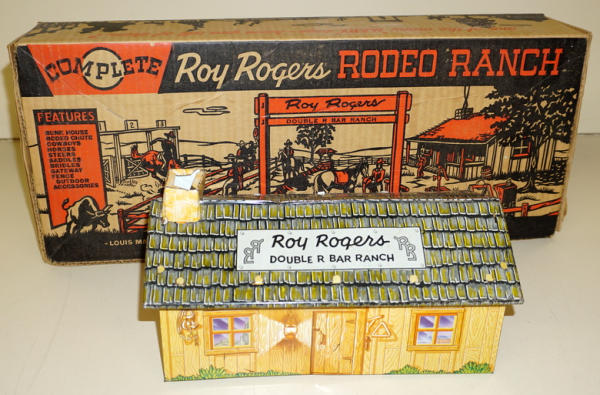 COMPLETE
Roy Rogers RODEO RANCH
FEATURES
BUNK HOUSE
RODEO CHUTE
COWBOYS
HORSES
STEERS
SADDLES
BRIDLES
GATEWAY
FENCE
OUTDOOR
ACCESSORIES
Roy Rogers
DOUBLE R BAR RANCH
- LOUIS
Roy Rogers
DOUBLE R BAR RANCH